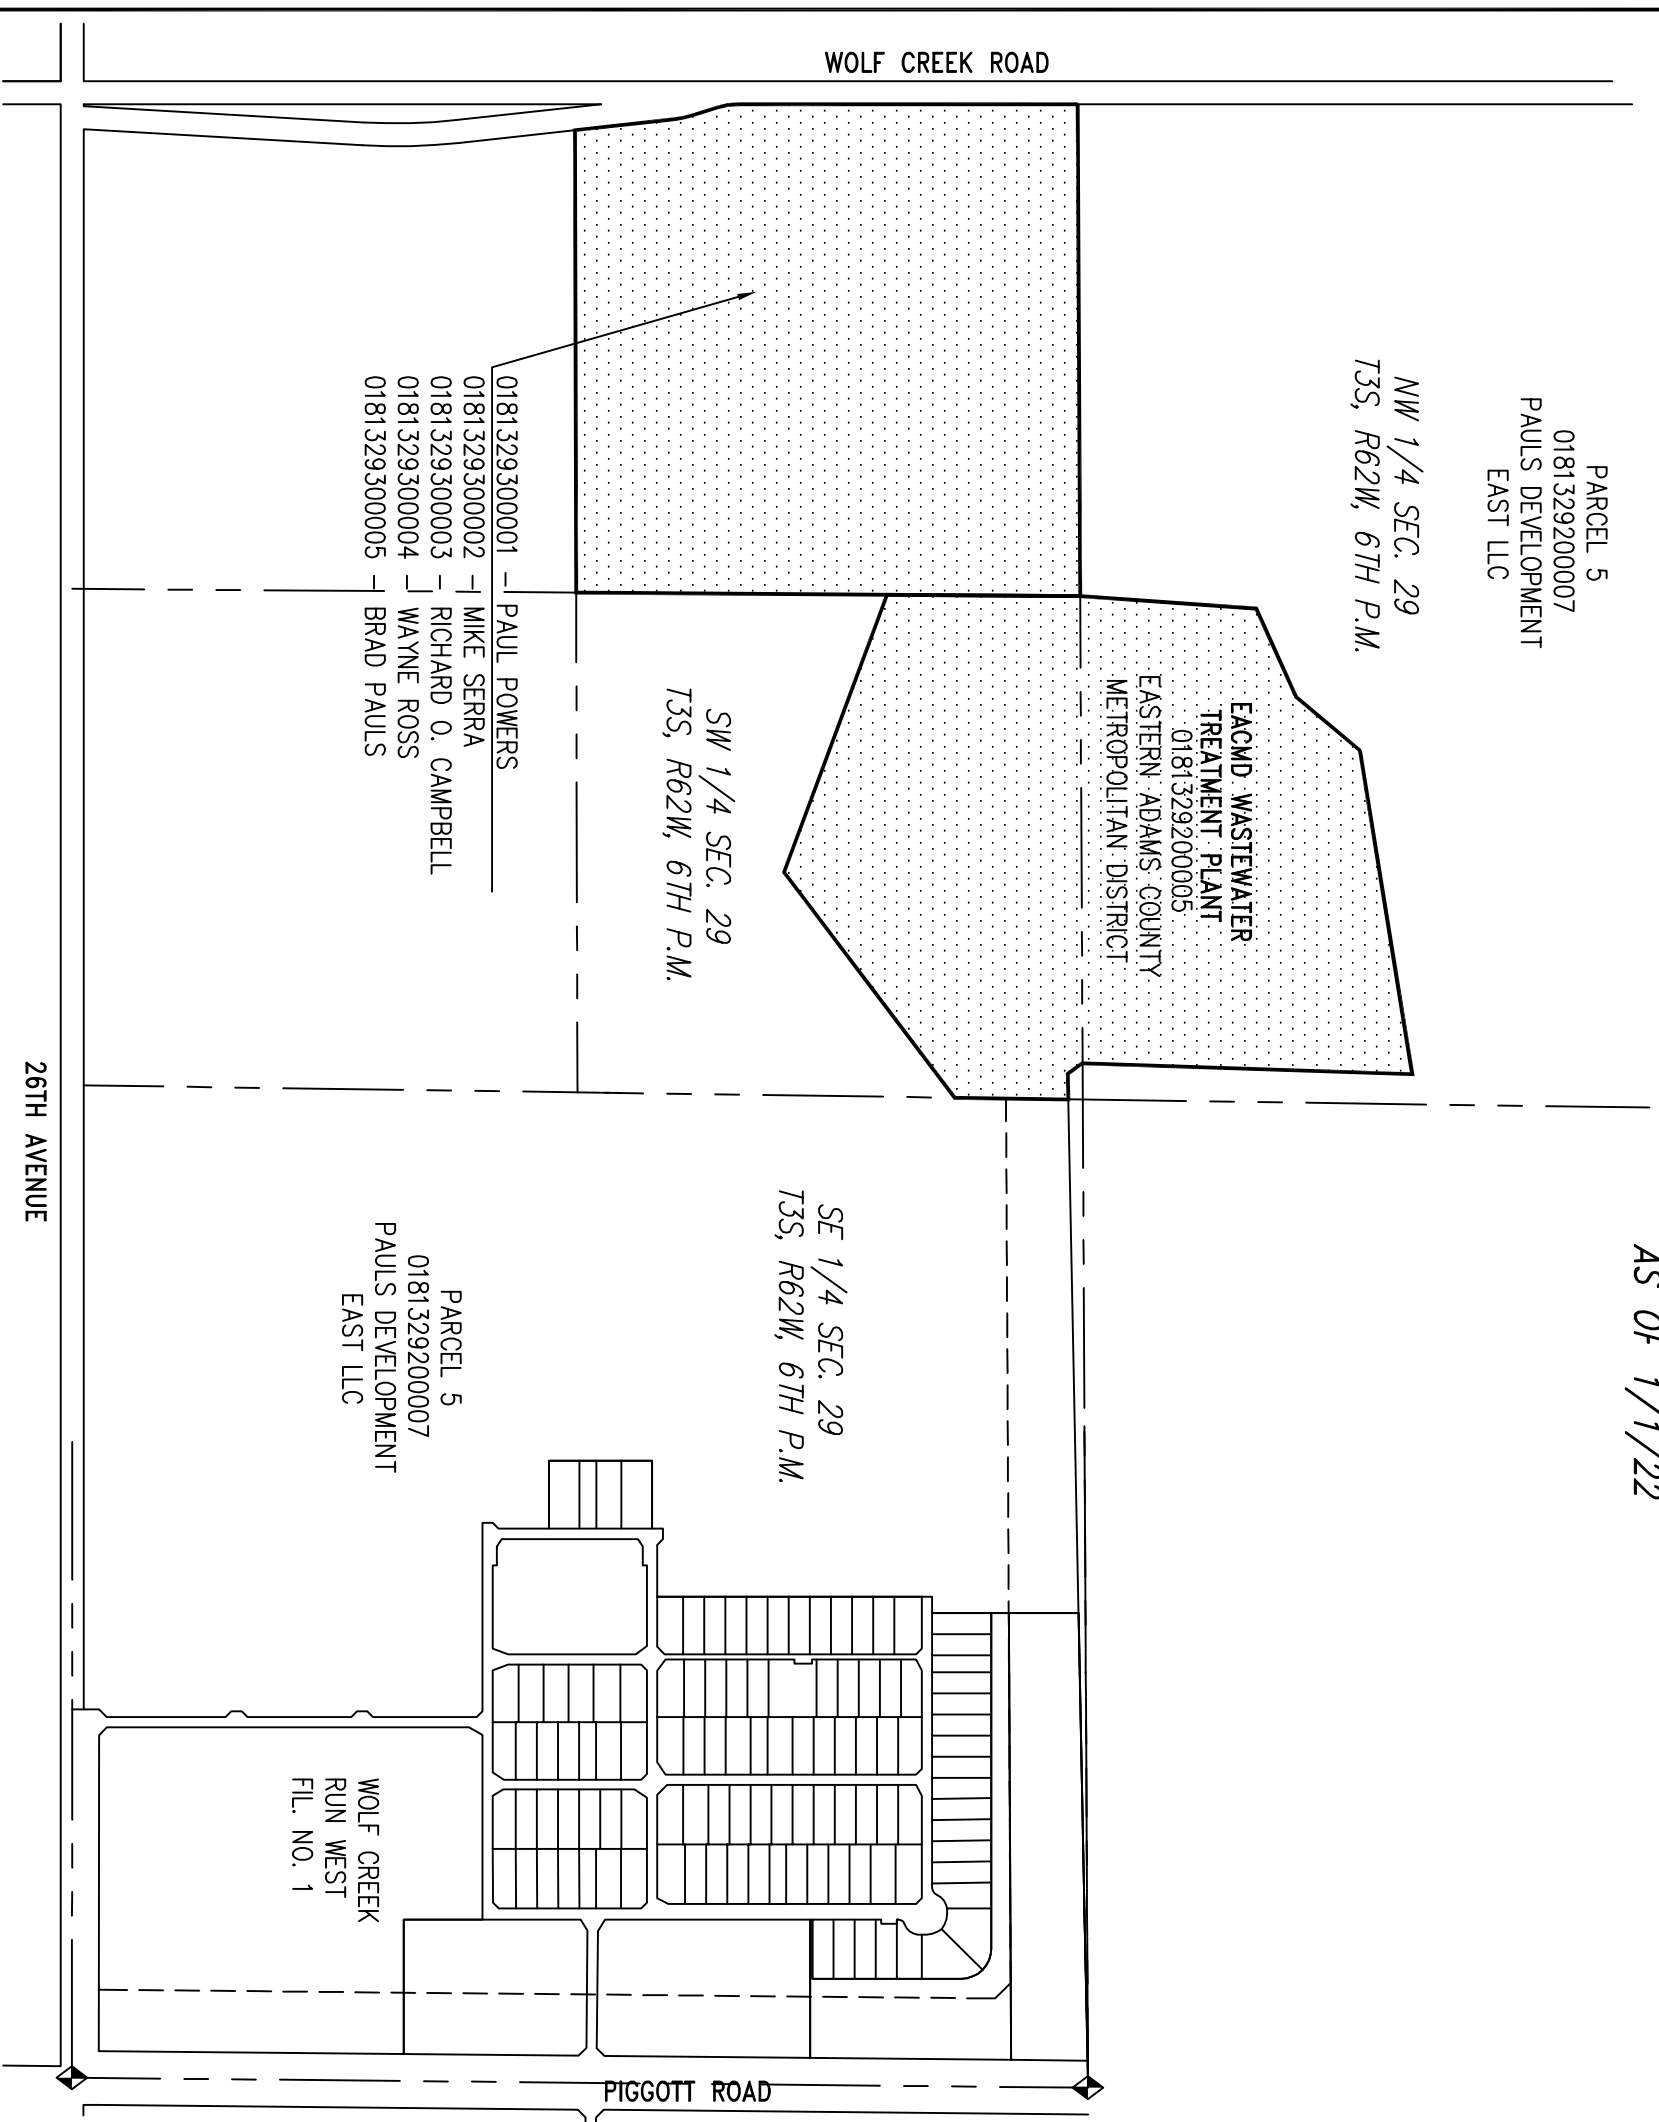 WOLF CREEK ROAD
PARCEL 5
018132920007
PAULS DEVELOPMENT
EAST LLC
NW 1/4 SEC. 29
T3S, R62W, 6TH P.M.
EACMD WASTEWATER
TREATMENT PLANT
0181329200005
EASTERN ADAMS COUNTY
METROPOLITAN DISTRICT
SW 1/4 SEC. 29
T3S, R62W, 6TH P.M.
0181329300001 - PAUL POWERS
0181329300002 - MIKE SERRA
0181329300003 - RICHARD O. CAMPBELL
0181329300004 - WAYNE ROSS
0181329300005 - BRAD PAULS
AS OF 1/1/22
SE 1/4 SEC. 29
T3S, R62W, 6TH P.M.
PARCEL 5
018132920007
PAULS DEVELOPMENT
EAST LLC
WOLF CREEK
RUN WEST
FIL. NO. 1
26TH AVENUE
PIGGOTT ROAD